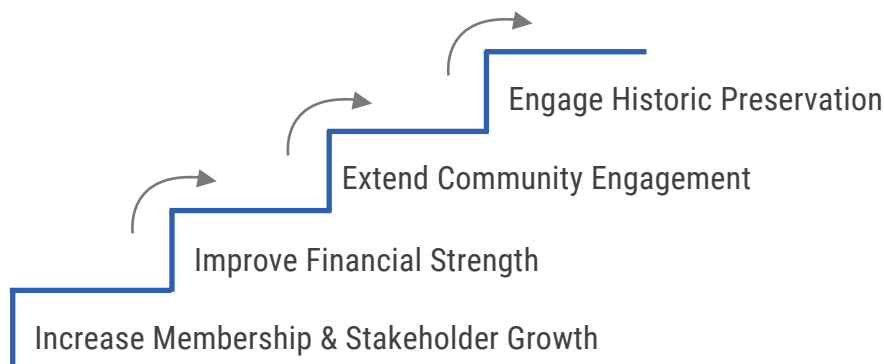 Engage Historic Preservation
Extend Community Engagement
Improve Financial Strength
Increase Membership & Stakeholder Growth